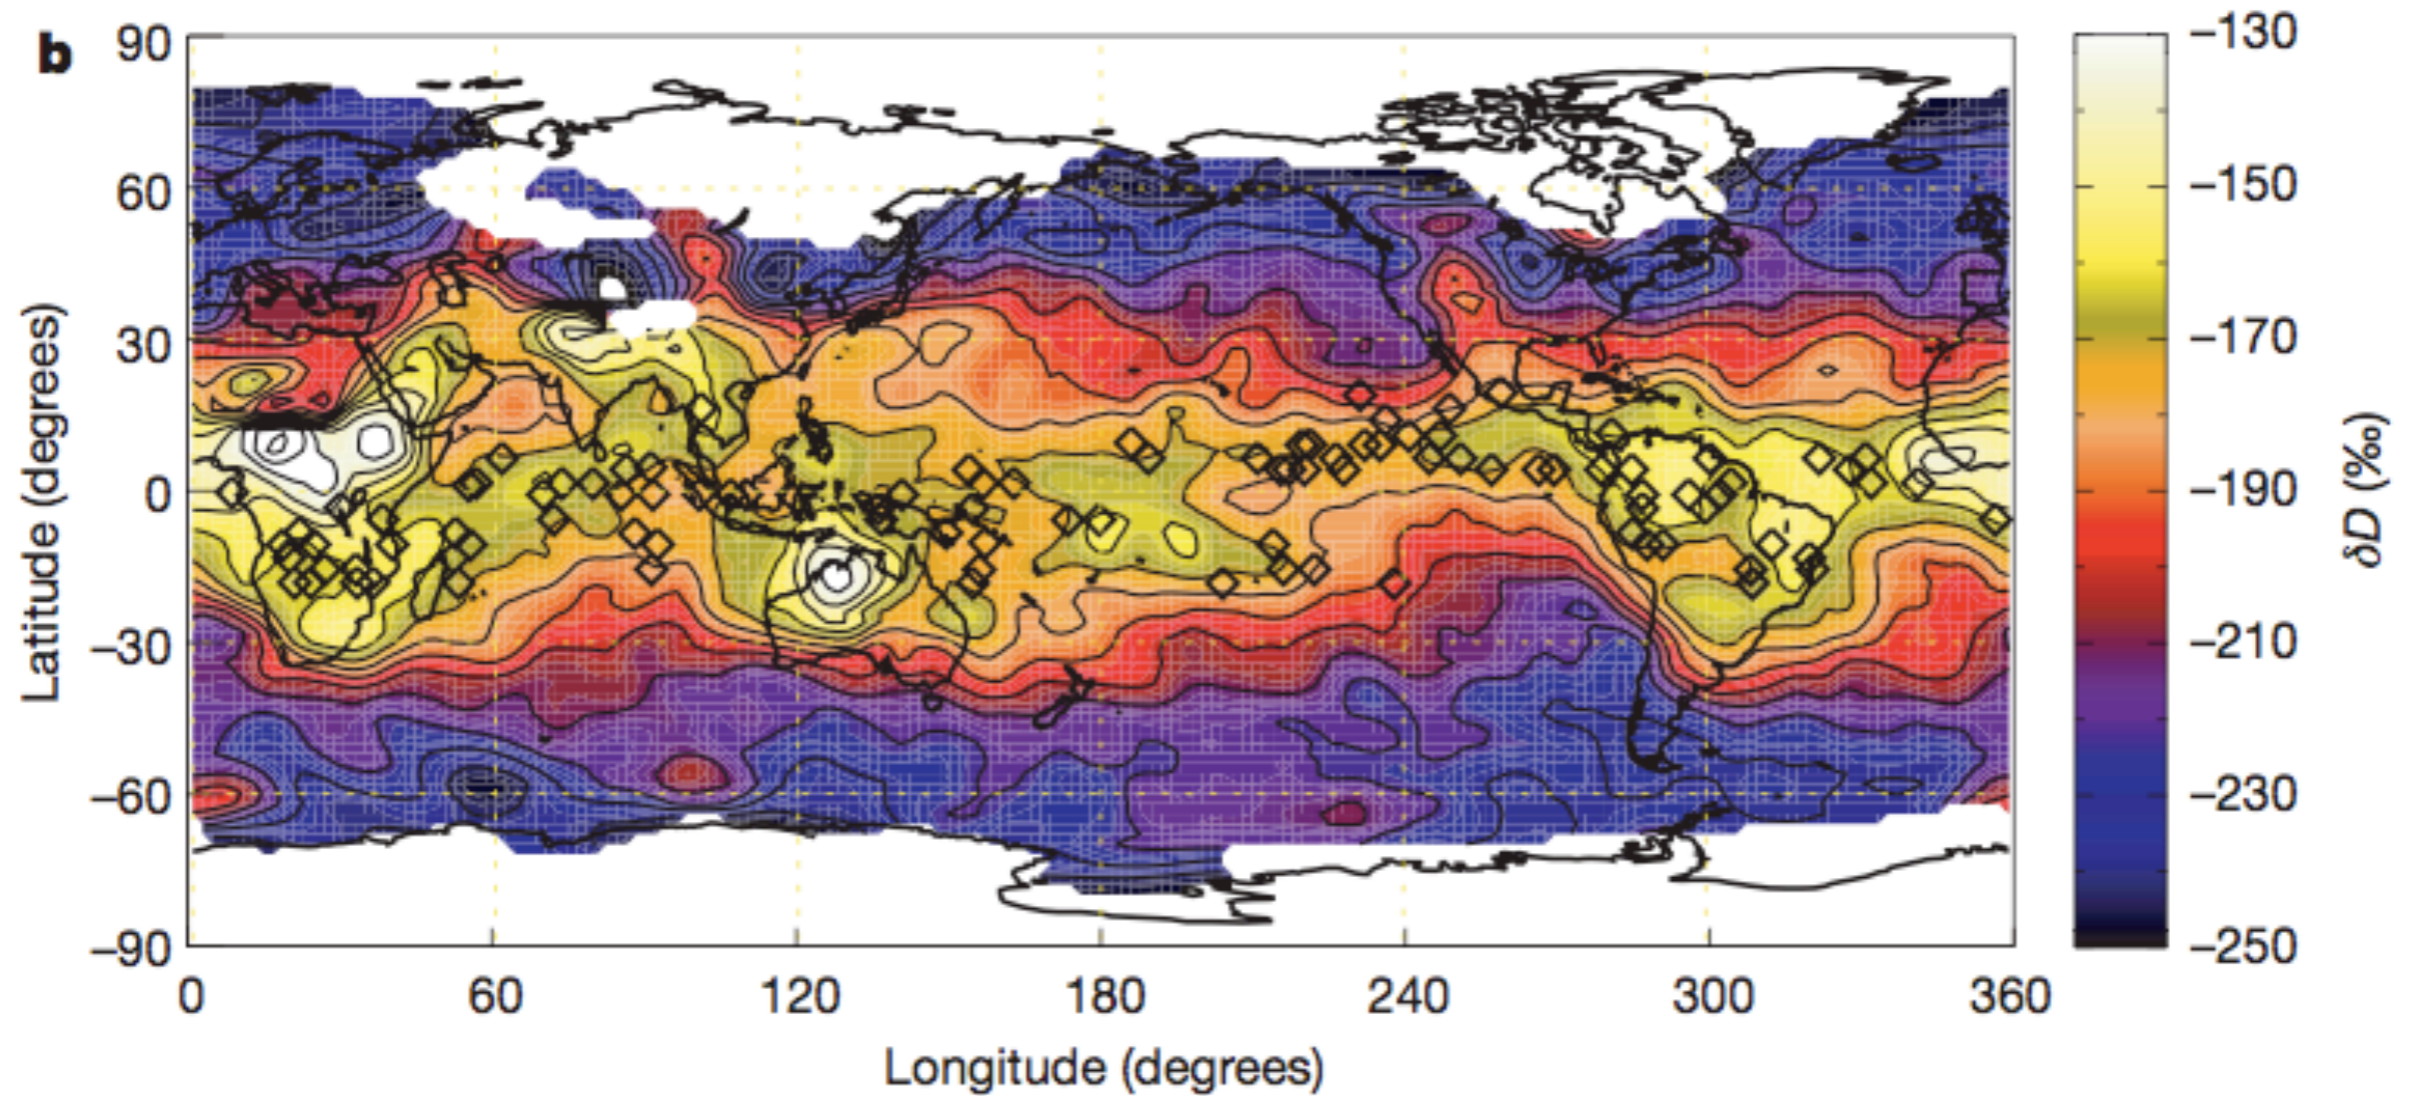 b
90
60
30
0
–30
–60
–90
Latitude (degrees)
0 60 120 180 240 300 360
Longitude (degrees)
–130
–150
–170
–190
–210
–230
–250
δD (‰)